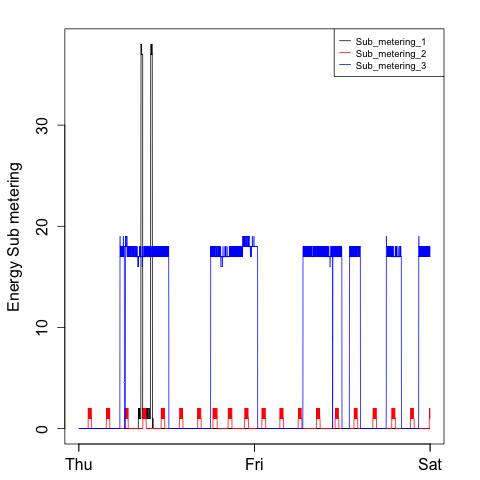 Sub_metering_1
Sub_metering_2
Sub_metering_3
Energy Sub metering
30
20
10
0
Thu Fri Sat